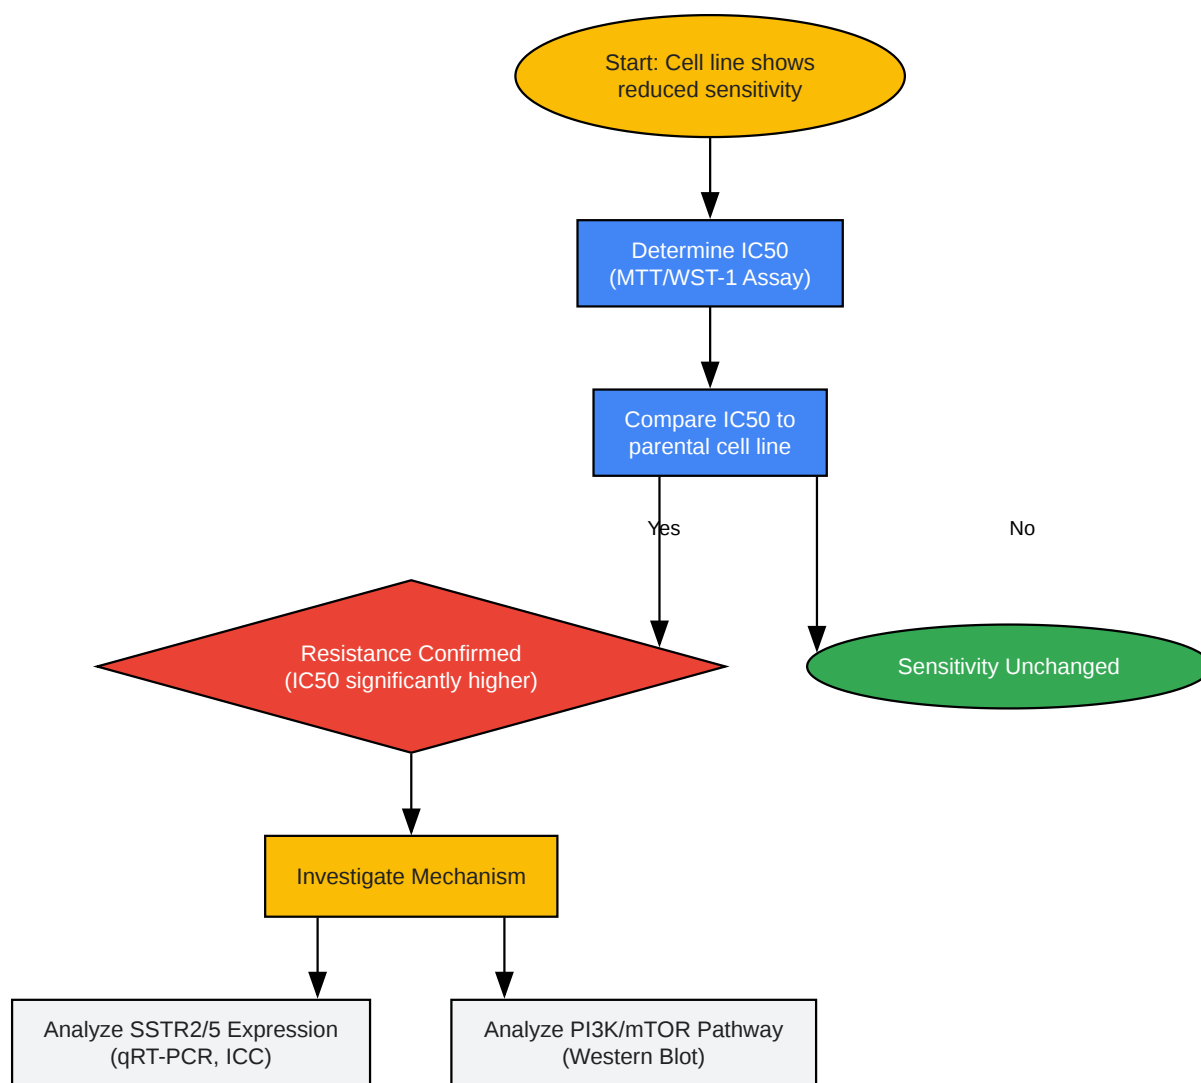 Start: Cell line shows
reduced sensitivity
Determine IC50
(MTT/WST-1 Assay)
Compare IC50 to
parental cell line
Yes
No
Resistance Confirmed
(IC50 significantly higher)
Sensitivity Unchanged
Investigate Mechanism
Analyze SSTR2/5 Expression
(qRT-PCR, ICC)
Analyze PI3K/mTOR Pathway
(Western Blot)